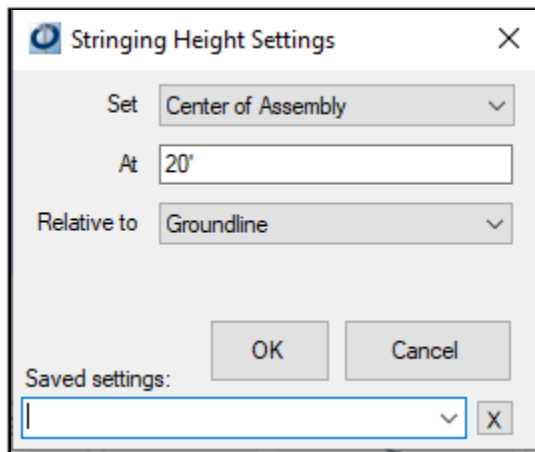 Stringing Height Settings
Set Center of Assembly
At 20'
Relative to Groundline
OK Cancel
Saved settings:
X